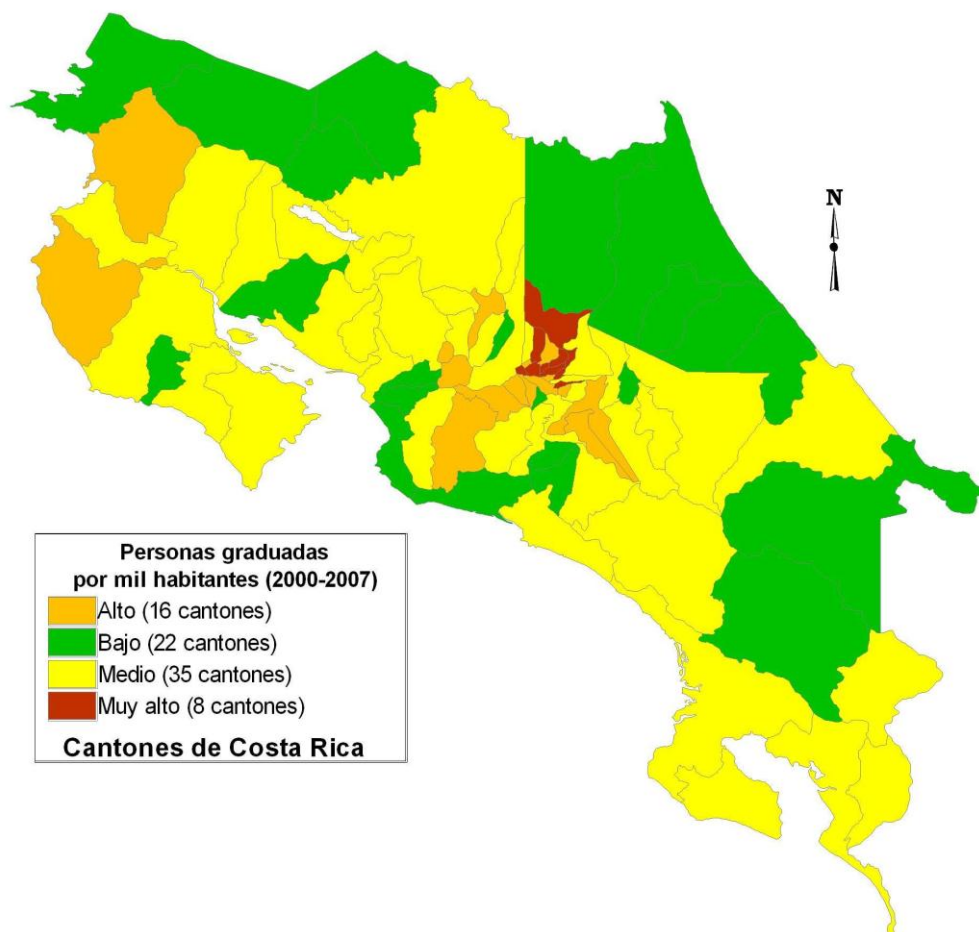 N
Personas graduadas
por mil habitantes (2000-2007)
Alto (16 cantones)
Bajo (22 cantones)
Medio (35 cantones)
Muy alto (8 cantones)
Cantones de Costa Rica